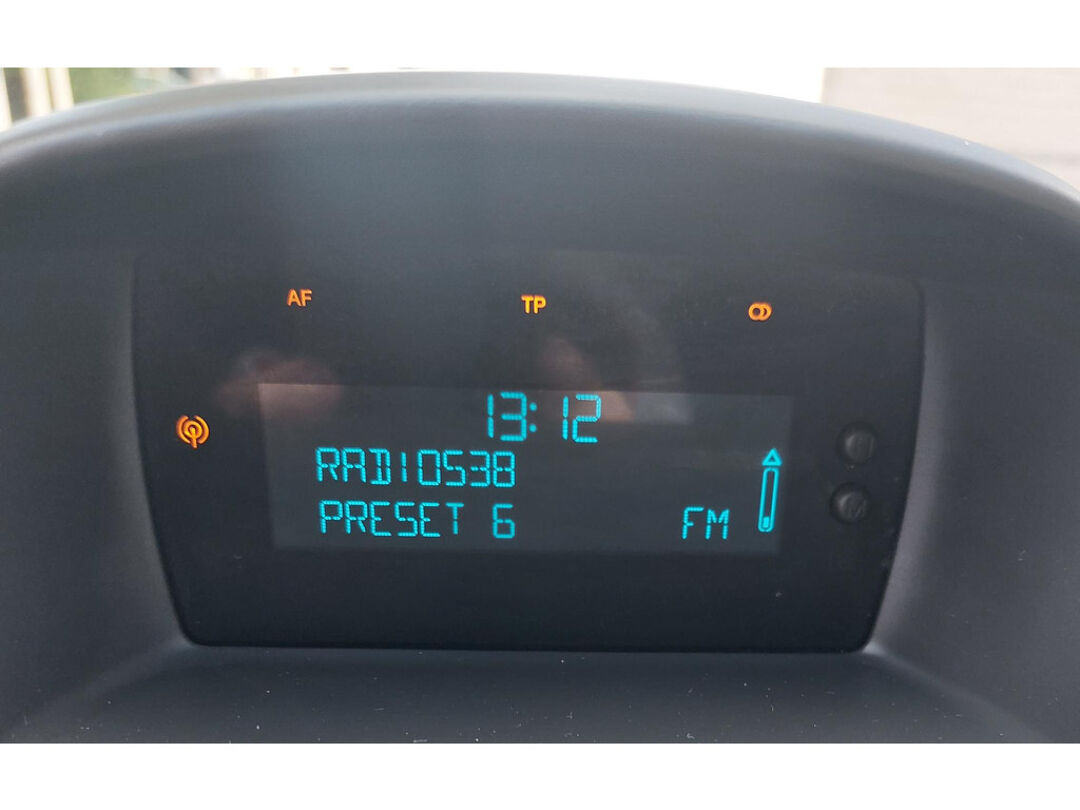 AF TP
13:12
RADIO538
PRESET 6 FM
H
M